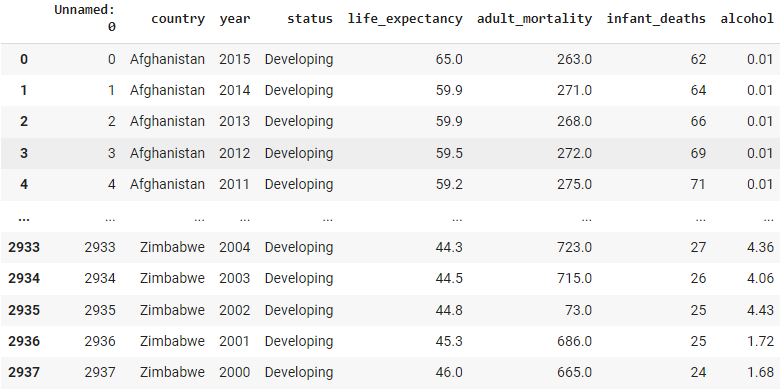 Unnamed: 0 country year status life_expectancy adult_mortality infant_deaths alcohol
0 0 Afghanistan 2015 Developing 65.0 263.0 62 0.01
1 1 Afghanistan 2014 Developing 59.9 271.0 64 0.01
2 2 Afghanistan 2013 Developing 59.9 268.0 66 0.01
3 3 Afghanistan 2012 Developing 59.5 272.0 69 0.01
4 4 Afghanistan 2011 Developing 59.2 275.0 71 0.01
... ... ... ... ... ... ... ... ...
2933 2933 Zimbabwe 2004 Developing 44.3 723.0 27 4.36
2934 2934 Zimbabwe 2003 Developing 44.5 715.0 26 4.06
2935 2935 Zimbabwe 2002 Developing 44.8 73.0 25 4.43
2936 2936 Zimbabwe 2001 Developing 45.3 686.0 25 1.72
2937 2937 Zimbabwe 2000 Developing 46.0 665.0 24 1.68